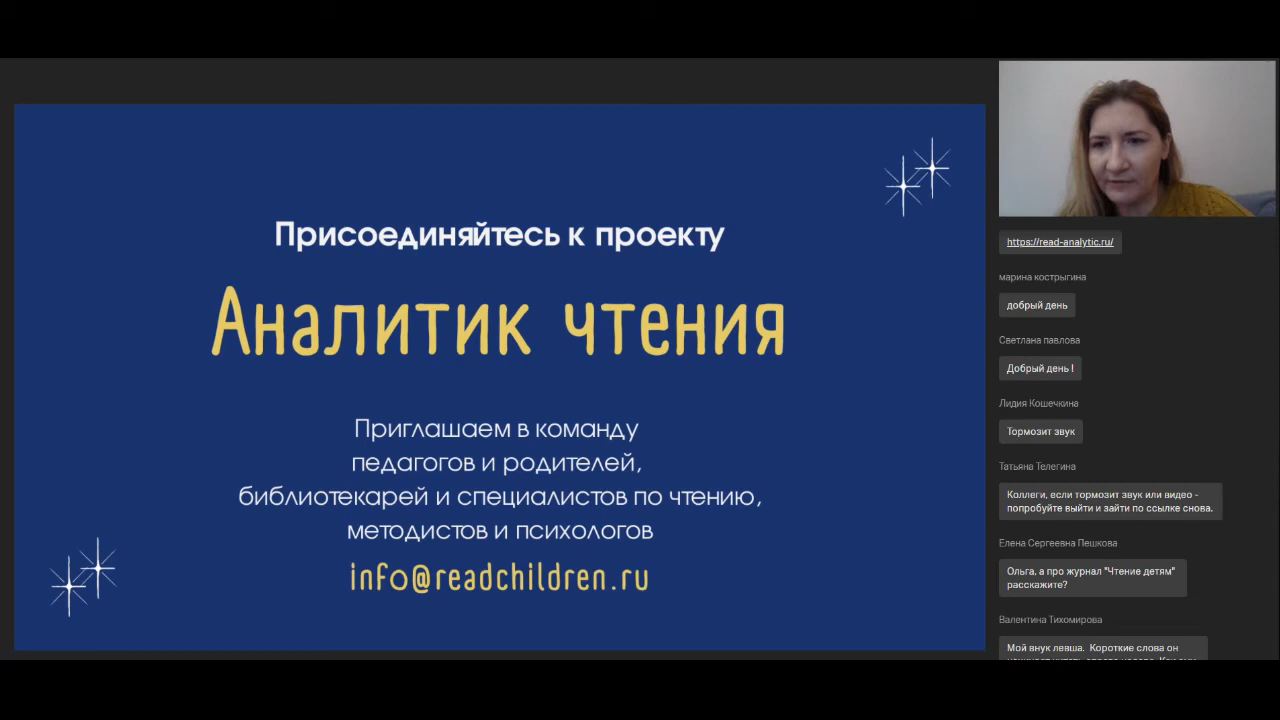 Присоединяйтесь к проекту
Аналитик чтения
Приглашаем в команду
педагогов и родителей,
библиотекарей и специалистов по чтению,
методистов и психологов
info@readchildren.ru
https://read-analytic.ru/
марина кострыгина
добрый день
Светлана павлова
Добрый день !
Лидия Кошечкина
Тормозит звук
Татьяна Телегина
Коллеги, если тормозит звук или видео -
попробуйте выйти и зайти по ссылке снова.
Елена Сергеевна Пешкова
Ольга, а про журнал "Чтение детям"
расскажите?
Валентина Тихомирова
Мой внук левша. Короткие слова он